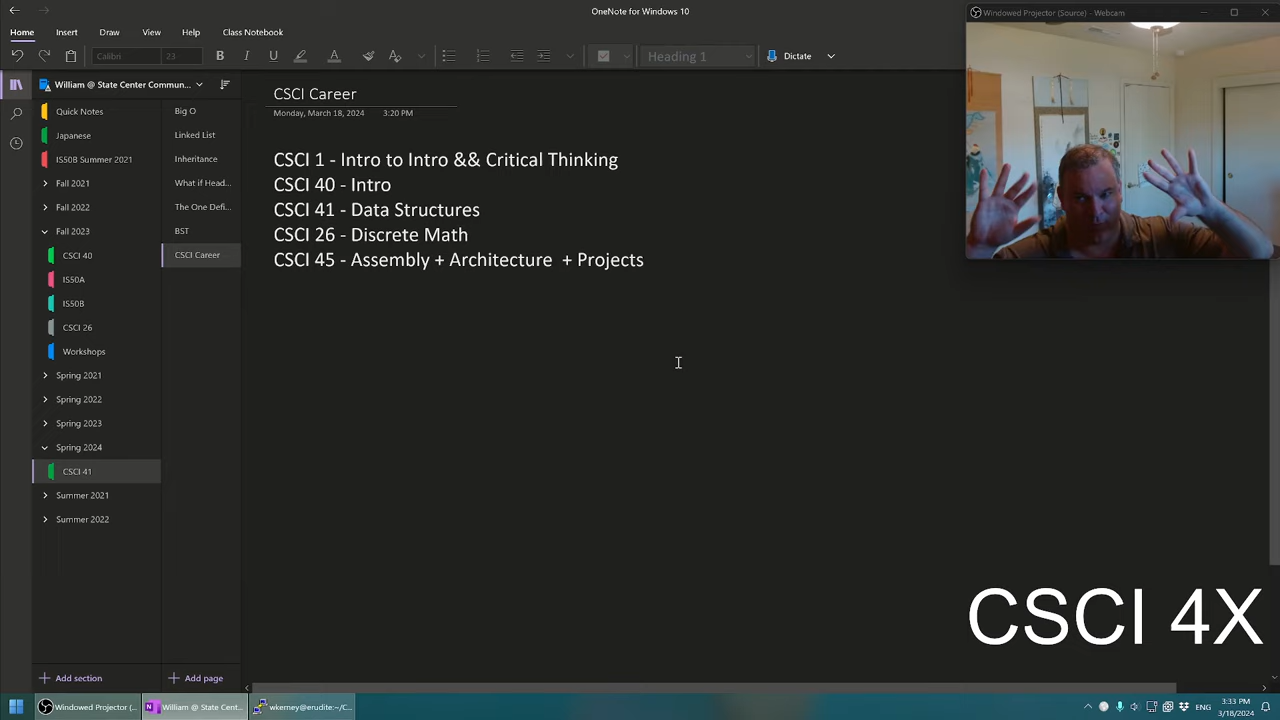 OneNote for Windows 10
Windowed Projector (Source) - Webcam
Home
Insert
Draw
View
Help
Class Notebook
Calibri
23
B
I
U
A
Heading 1
Dictate
William @ State Center Commun...
Quick Notes
Japanese
IS50B Summer 2021
Fall 2021
Fall 2022
Fall 2023
CSCI 40
IS50A
IS50B
CSCI 26
Workshops
Spring 2021
Spring 2022
Spring 2023
Spring 2024
CSCI 41
Summer 2021
Summer 2022
Add section
Big O
Linked List
Inheritance
What if Head...
The One Defi...
BST
CSCI Career
Add page
CSCI Career
Monday, March 18, 2024 3:20 PM
CSCI 1 - Intro to Intro && Critical Thinking
CSCI 40 - Intro
CSCI 41 - Data Structures
CSCI 26 - Discrete Math
CSCI 45 - Assembly + Architecture + Projects
CSCI 4X
Windowed Projector (...
William @ State Cent...
wkerney@erudite:~/C...
ENG
3:33 PM
3/18/2024